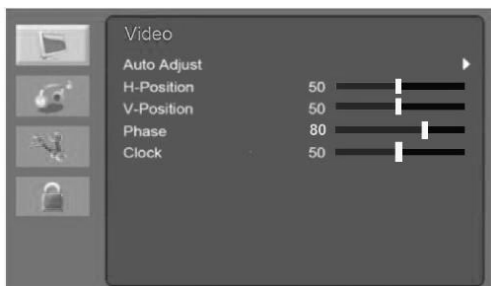 Video
Auto Adjust
H-Position 50
V-Position 50
Phase 80
Clock 50